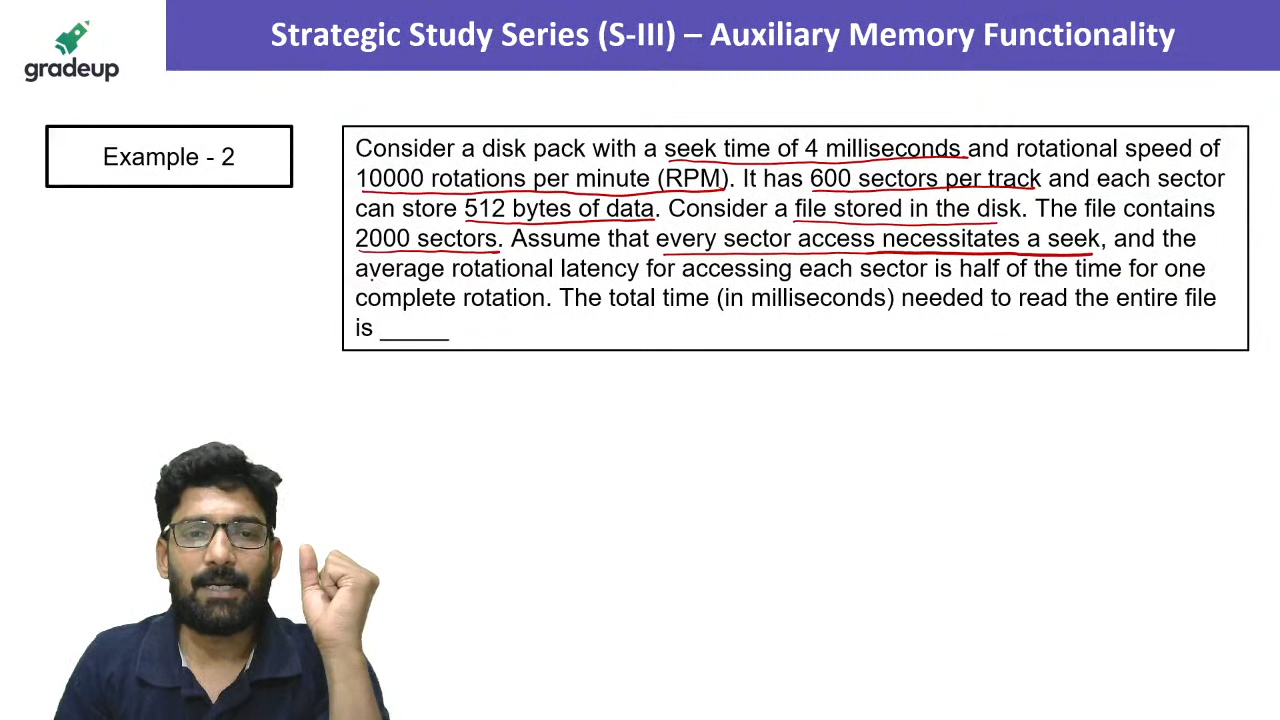 Strategic Study Series (S-III) – Auxiliary Memory Functionality
gradeup
Example - 2
Consider a disk pack with a seek time of 4 milliseconds and rotational speed of
10000 rotations per minute (RPM). It has 600 sectors per track and each sector
can store 512 bytes of data. Consider a file stored in the disk. The file contains
2000 sectors. Assume that every sector access necessitates a seek, and the
average rotational latency for accessing each sector is half of the time for one
complete rotation. The total time (in milliseconds) needed to read the entire file
is _____